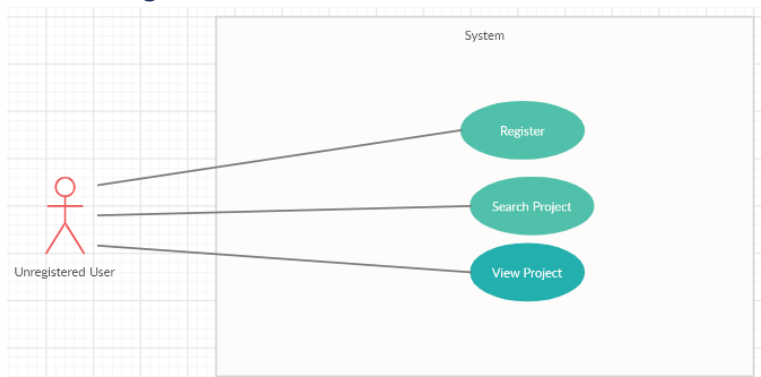 System
Register
Search Project
View Project
Unregistered User